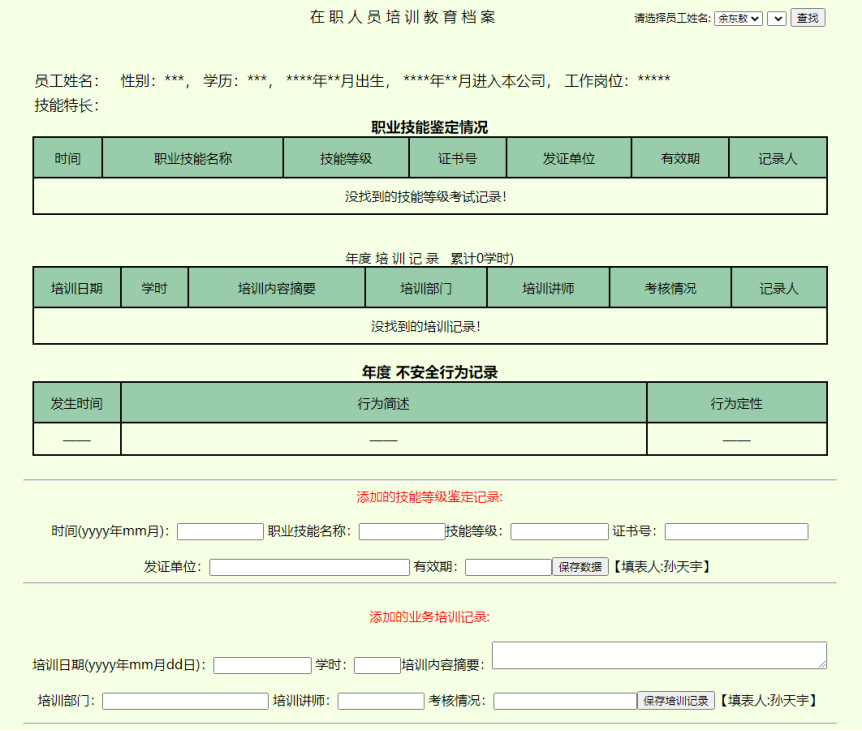 在职人员培训教育档案 请选择员工姓名: 余东敖 查找
员工姓名： 性别：***， 学历：***， ****年**月出生， ****年**月进入本公司， 工作岗位：*****
技能特长：
职业技能鉴定情况
时间 职业技能名称 技能等级 证书号 发证单位 有效期 记录人
没找到的技能等级考试记录！
年度 培 训 记 录 累计0学时)
培训日期 学时 培训内容摘要 培训部门 培训讲师 考核情况 记录人
没找到的培训记录！
年度 不安全行为记录
发生时间 行为简述 行为定性
—— —— ——
添加的技能等级鉴定记录:
时间(yyyy年mm月)： 职业技能名称： 技能等级： 证书号：
发证单位： 有效期： 保存数据 【填表人:孙天宇】
添加的业务培训记录:
培训日期(yyyy年mm月dd日)： 学时： 培训内容摘要：
培训部门： 培训讲师： 考核情况： 保存培训记录 【填表人:孙天宇】